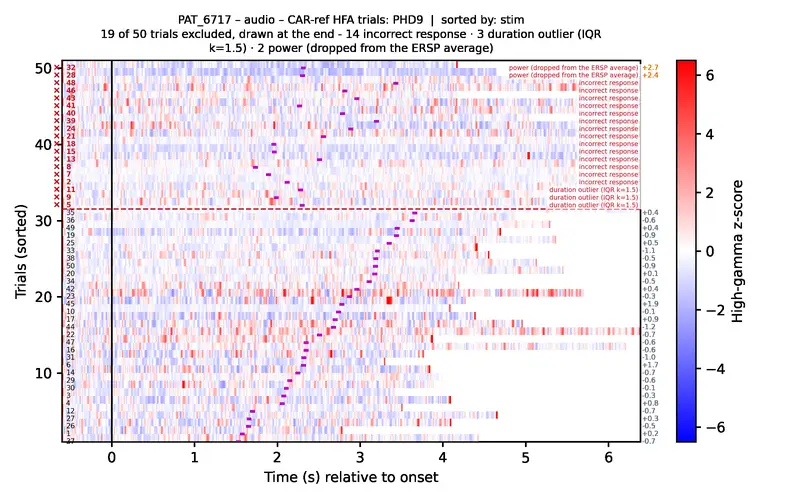 PAT_6717 – audio – CAR-ref HFA trials: PHD9 | sorted by: stim
19 of 50 trials excluded, drawn at the end - 14 incorrect response · 3 duration outlier (IQR
k=1.5) · 2 power (dropped from the ERSP average)
Trials (sorted)
50
40
30
20
10
× 32 power (dropped from the ERSP average) +2.7
× 28 power (dropped from the ERSP average) +2.4
× 48 incorrect response
× 46 incorrect response
× 43 incorrect response
× 41 incorrect response
× 40 incorrect response
× 39 incorrect response
× 24 incorrect response
× 21 incorrect response
× 18 incorrect response
× 15 incorrect response
× 13 incorrect response
× 8 incorrect response
× 7 incorrect response
× 2 incorrect response
× 11 duration outlier (IQR k=1.5)
× 9 duration outlier (IQR k=1.5)
× 5 duration outlier (IQR k=1.5)
35 +0.4
36 -0.6
49 -0.4
19 -0.9
25 +0.5
33 -1.1
38 -0.5
50 -0.9
20 +0.1
34 -0.5
42 +0.4
23 -0.3
45 +1.9
10 -0.1
17 +0.9
44 -1.2
22 -0.7
47 -0.6
16 -0.6
31 -1.0
6 +1.7
14 -0.7
29 -0.6
30 -0.1
3 -0.3
4 +0.8
12 -0.7
27 +0.3
26 -0.5
1 +0.2
37 -0.7
0 1 2 3 4 5 6
Time (s) relative to onset
6
4
2
0
−2
−4
−6
High-gamma z-score